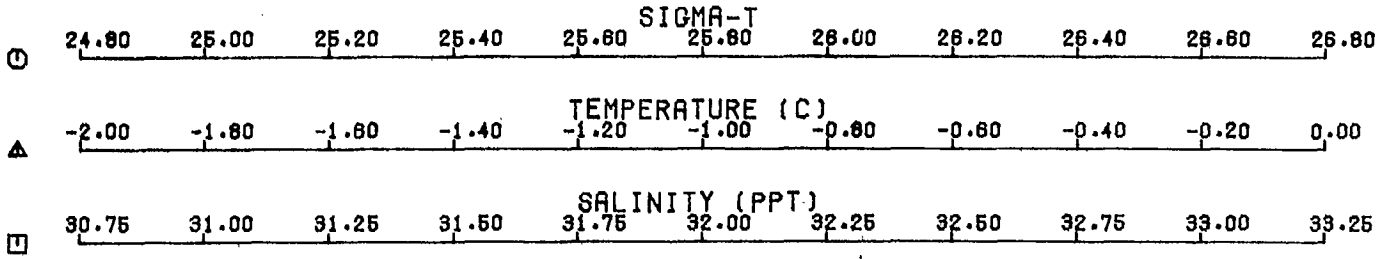 SIGMA-T
24.80 25.00 25.20 25.40 25.60 25.80 26.00 26.20 26.40 26.60 26.80
TEMPERATURE (C)
-2.00 -1.80 -1.60 -1.40 -1.20 -1.00 -0.80 -0.60 -0.40 -0.20 0.00
SALINITY (PPT)
30.75 31.00 31.25 31.50 31.75 32.00 32.25 32.50 32.75 33.00 33.25